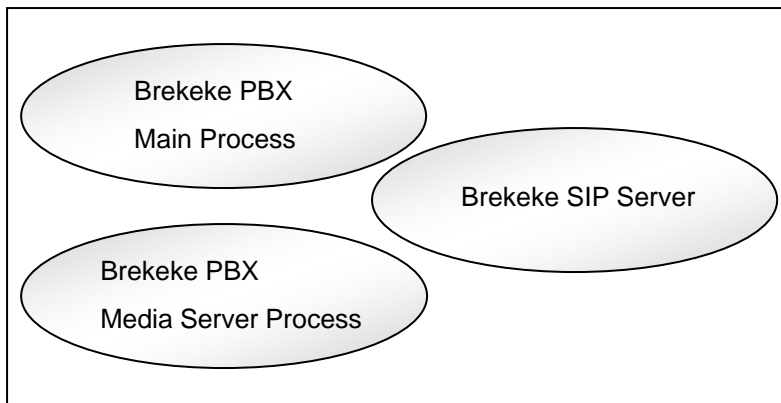 Brekeke PBX
Main Process
Brekeke SIP Server
Brekeke PBX
Media Server Process